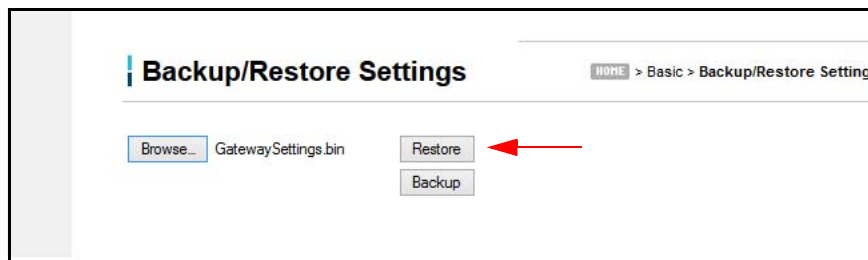 Backup/Restore Settings
HOME > Basic > Backup/Restore Setting
Browse... GatewaySettings.bin Restore
Backup